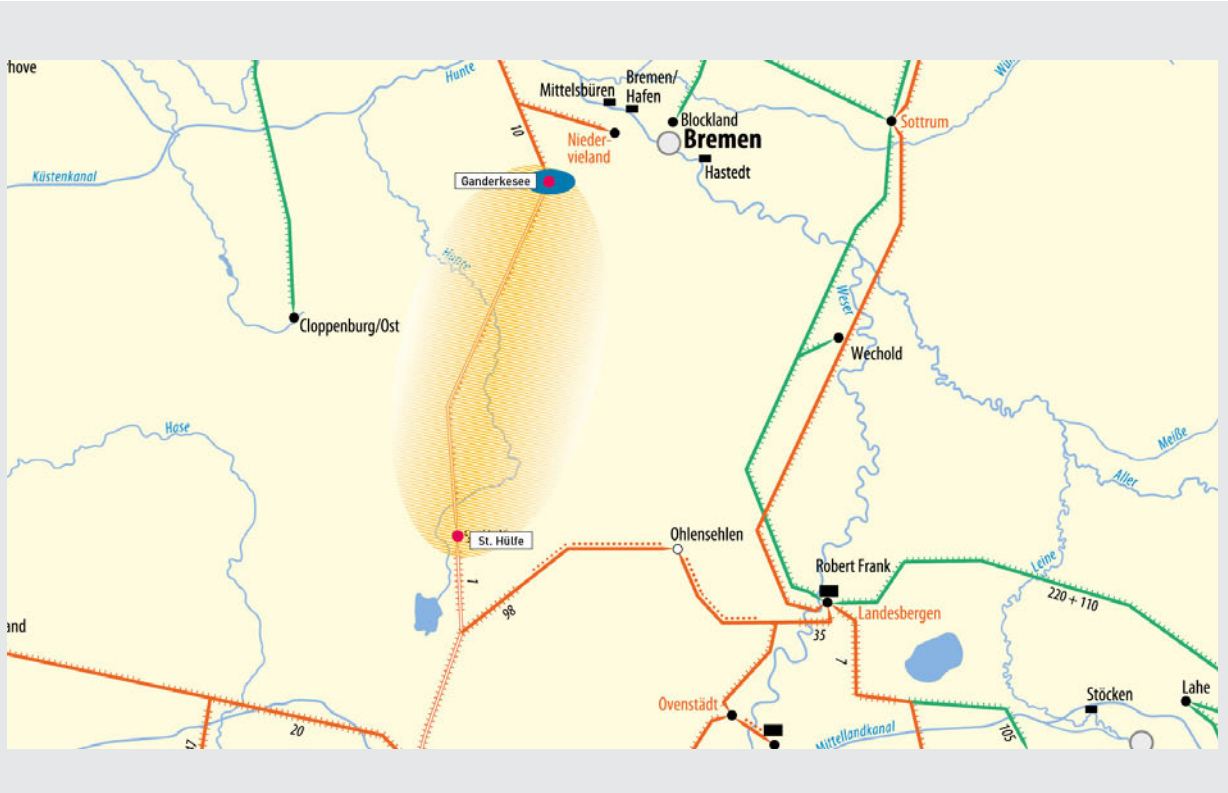 rhove
Hunte
Mittelsbüren
Bremen/
Hafen
Blockland
Bremen
Sottrum
10
Nieder-
vieland
Hastedt
Küstenkanal
Ganderkesee
Hunte
Weser
Cloppenburg/Ost
Wechold
Hase
Meiße
Aller
St. Hülfe
Ohlensehlen
Robert Frank
Leine
1
98
220 + 110
Landesbergen
and
35
7
Ovenstädt
Stöcken
Lahe
20
Mittellandkanal
105